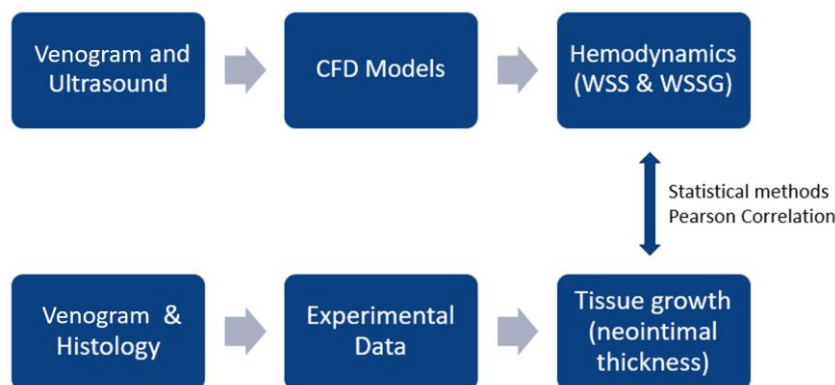 Venogram and
Ultrasound
CFD Models
Hemodynamics
(WSS & WSSG)
Statistical methods
Pearson Correlation
Venogram &
Histology
Experimental
Data
Tissue growth
(neointimal
thickness)